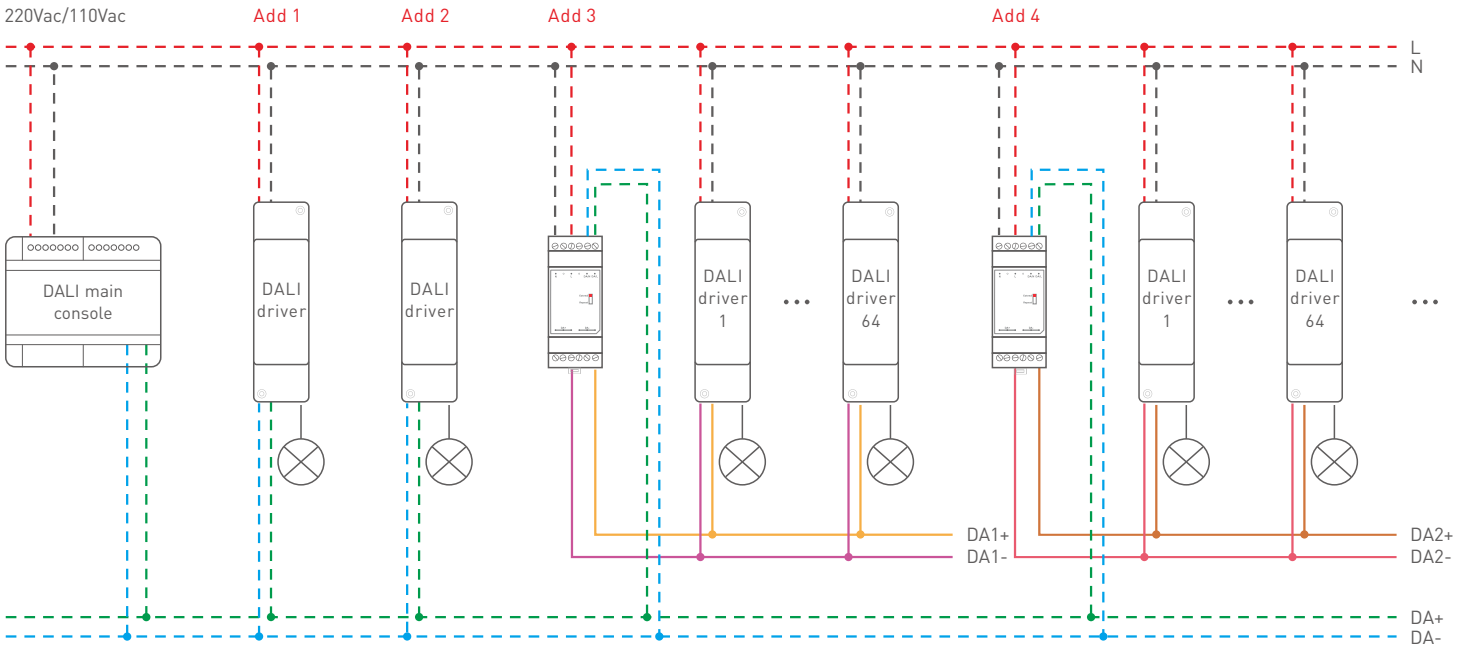 220Vac/110Vac
Add 1
Add 2
Add 3
Add 4
L
N
DALI main
console
DALI
driver
DALI
driver
DALI
driver
1
...
DALI
driver
64
DALI
driver
1
...
DALI
driver
64
...
DA1+
DA1-
DA2+
DA2-
DA+
DA-